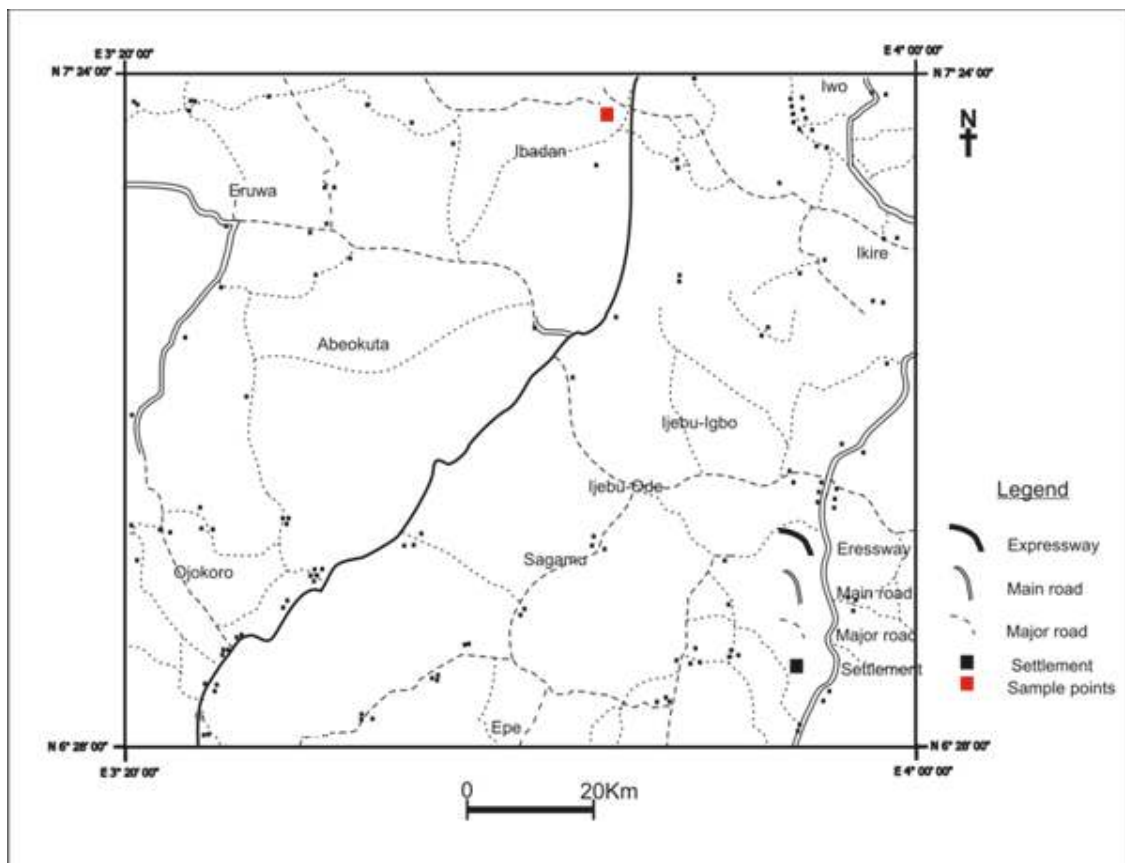 E 3° 20' 00"
E 4° 00' 00"
N 7° 24' 00"
N 7° 24' 00"
Iwo
N
Ibadan
Eruwa
Ikire
Abeokuta
Ijebu-Igbo
Ijebu-Ode
Legend
Eressway
Expressway
Sagamu
Ojokoro
Main road
Main road
Major road
Major road
Settlement
Settlement
Sample points
Epe
N 6° 28' 00"
N 6° 28' 00"
E 3° 20' 00"
E 4° 00' 00"
0 20Km